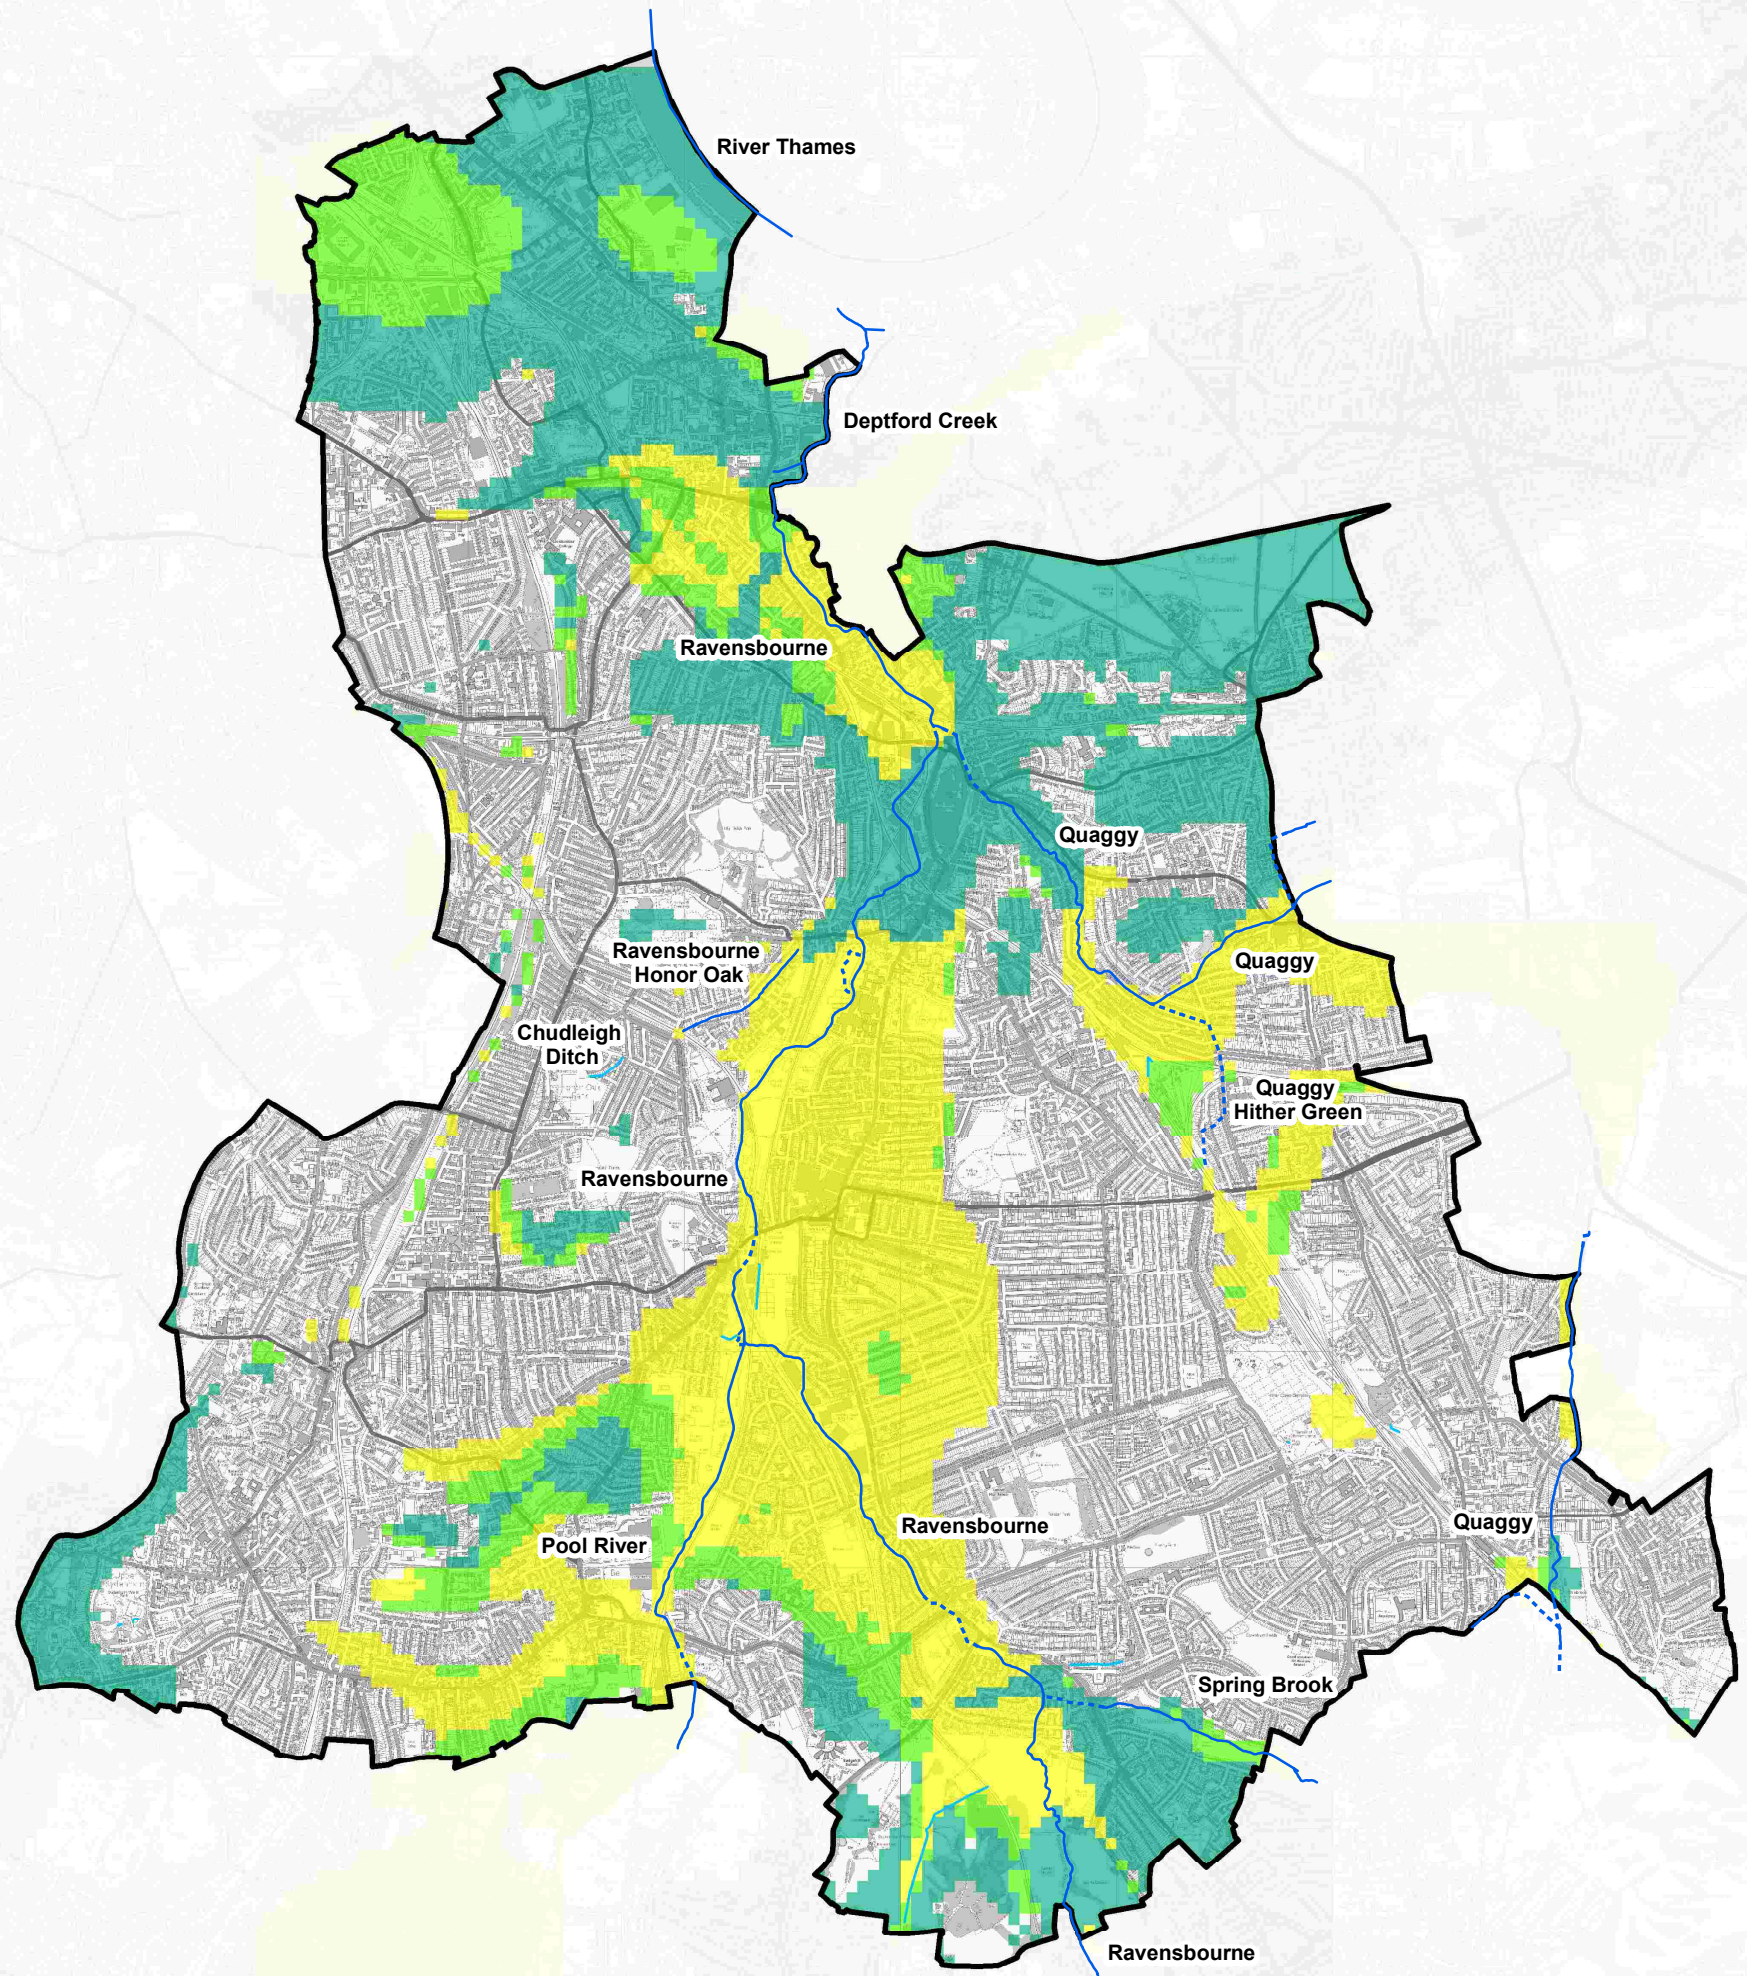 River Thames
Deptford Creek
Ravensbourne
Quaggy
Ravensbourne
Honor Oak
Quaggy
Chudleigh
Ditch
Quaggy
Hither Green
Ravensbourne
Ravensbourne
Quaggy
Pool River
Spring Brook
Ravensbourne